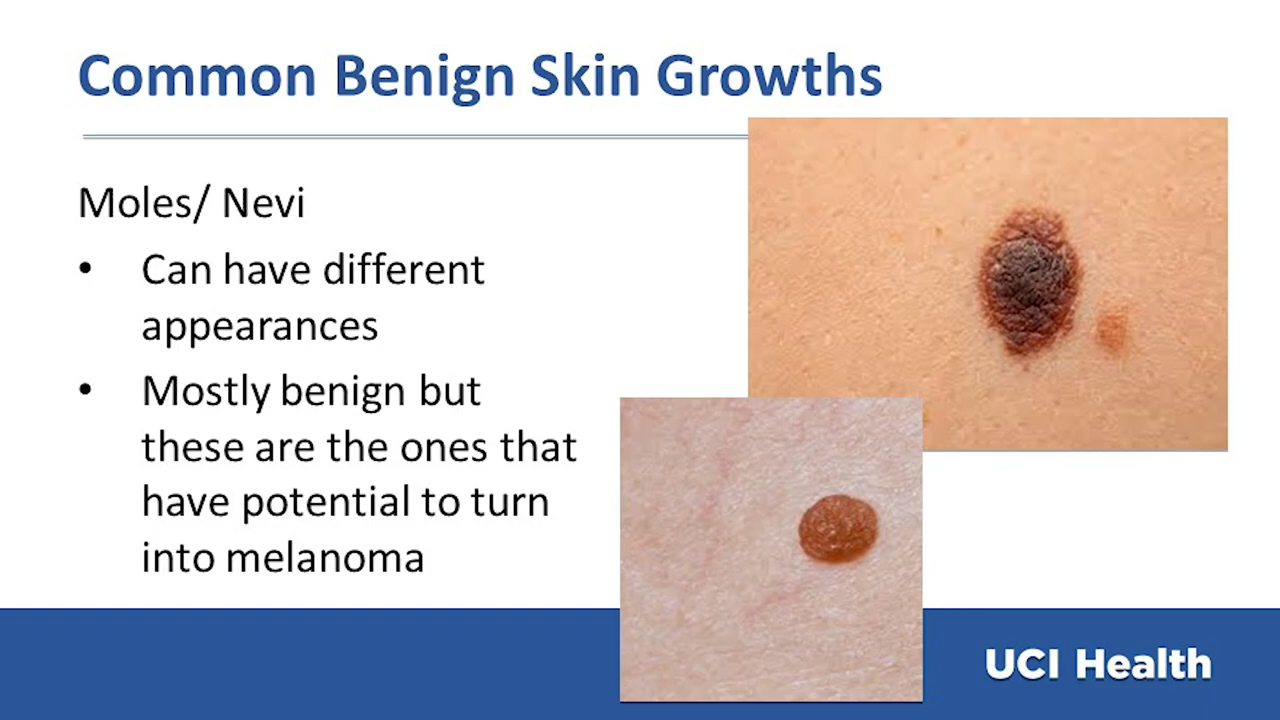 Common Benign Skin Growths
Moles/ Nevi
• Can have different
appearances
• Mostly benign but
these are the ones that
have potential to turn
into melanoma
UCI Health